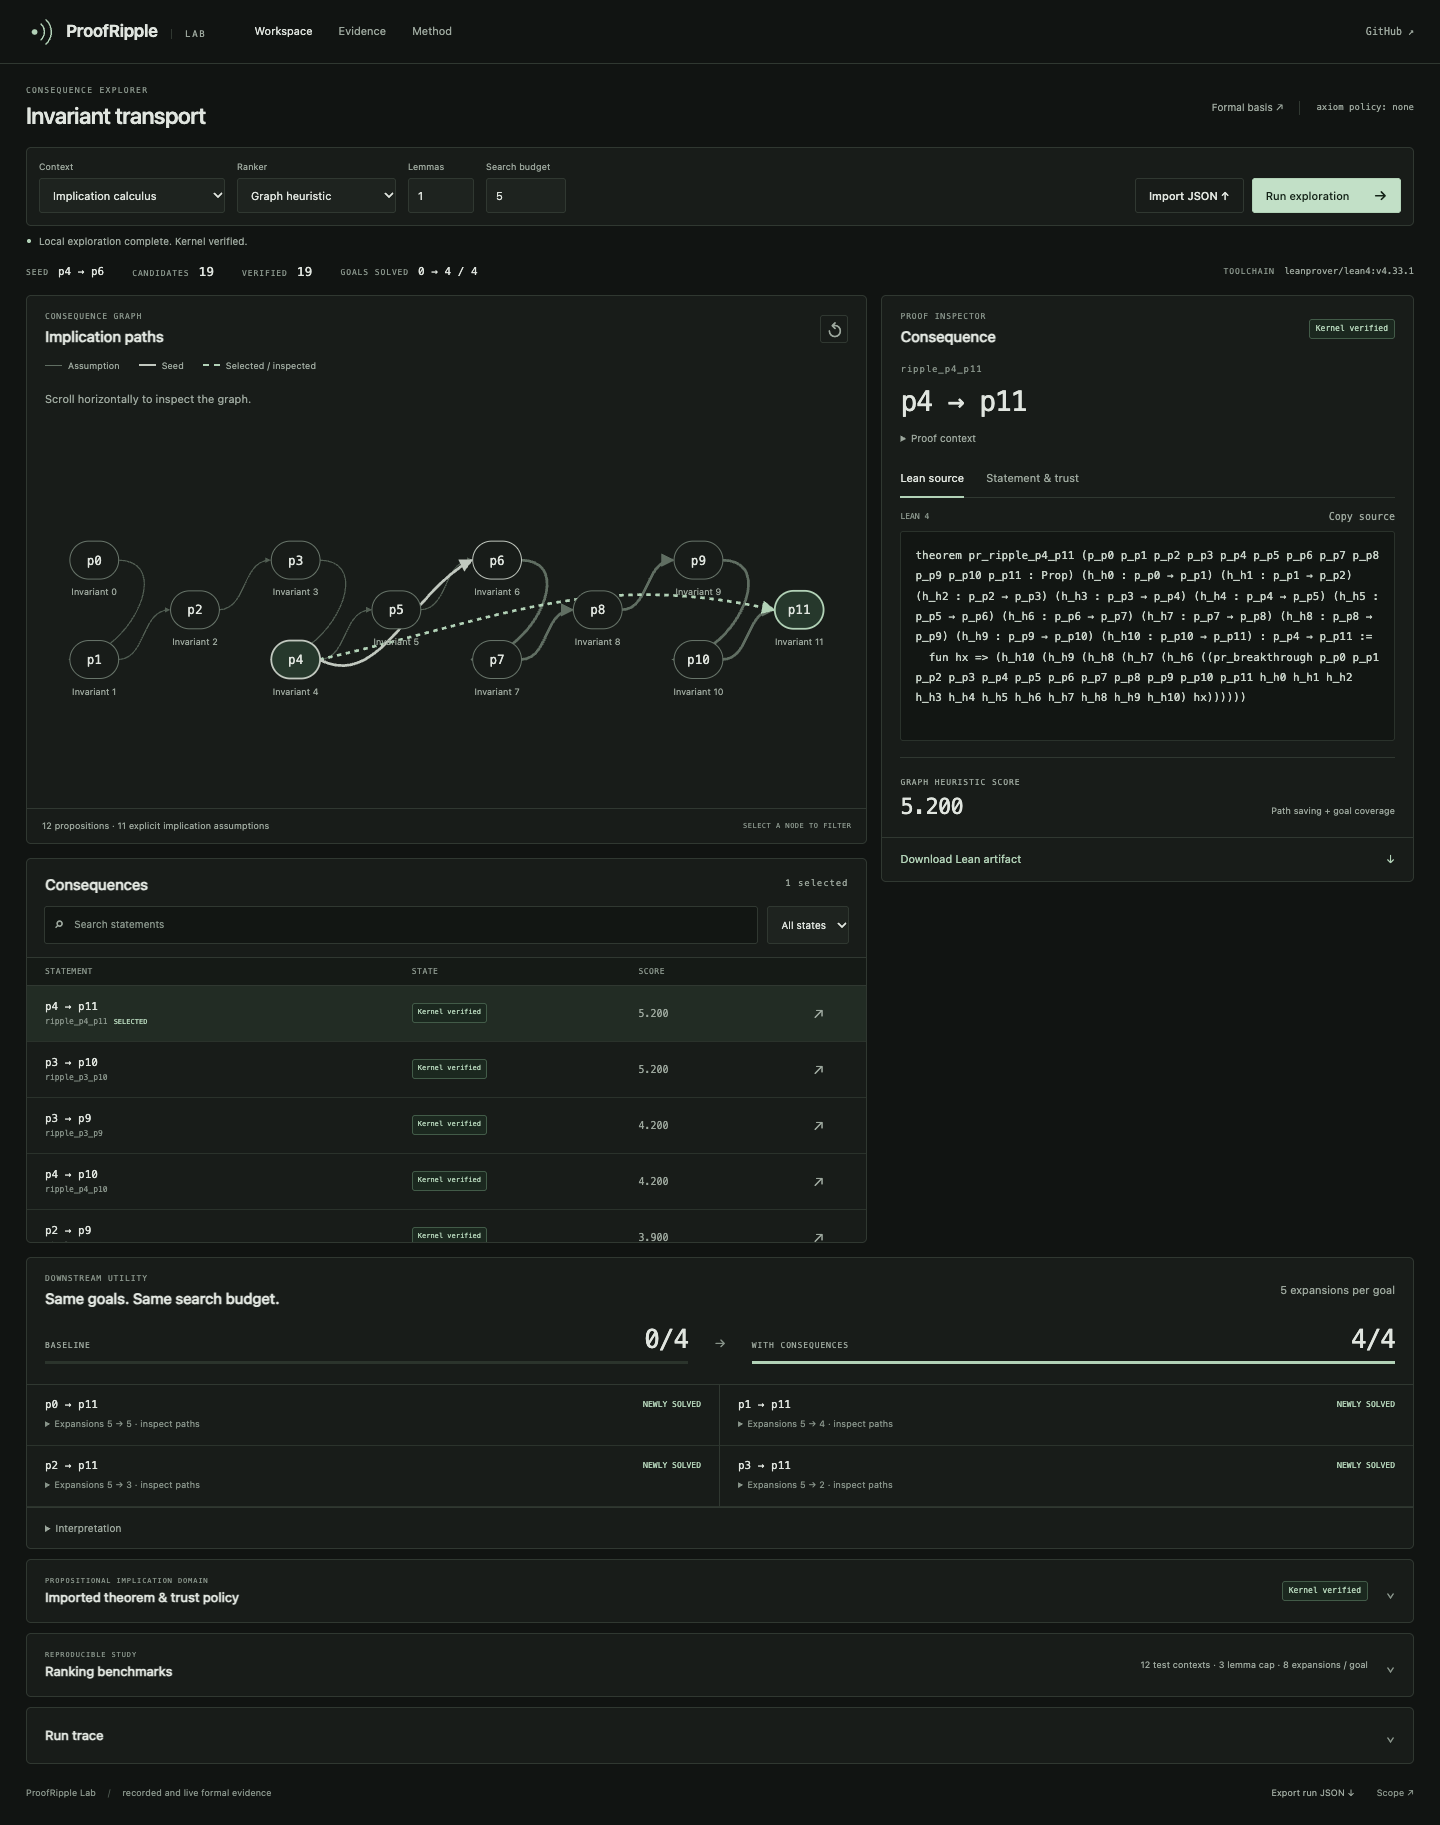 ProofRipple | LAB Workspace Evidence Method GitHub ↗
CONSEQUENCE EXPLORER
Invariant transport
Formal basis ↗ axiom policy: none
Context Ranker Lemmas Search budget
Implication calculus Graph heuristic 1 5 Import JSON ↑ Run exploration →
Local exploration complete. Kernel verified.
SEED p4 → p6 CANDIDATES 19 VERIFIED 19 GOALS SOLVED 0 → 4 / 4 TOOLCHAIN leanprover/lean4:v4.33.1
CONSEQUENCE GRAPH
Implication paths
Assumption Seed Selected / inspected
Scroll horizontally to inspect the graph.
p0 p3 p6 p9
Invariant 0 Invariant 3 Invariant 6 Invariant 9
p2 p5 p8 p11
Invariant 2 Invariant 5 Invariant 8 Invariant 11
p1 p4 p7 p10
Invariant 1 Invariant 4 Invariant 7 Invariant 10
12 propositions · 11 explicit implication assumptions SELECT A NODE TO FILTER
PROOF INSPECTOR
Consequence
Kernel verified
ripple_p4_p11
p4 → p11
▸ Proof context
Lean source Statement & trust
LEAN 4 Copy source
theorem pr_ripple_p4_p11 (p_p0 p_p1 p_p2 p_p3 p_p4 p_p5 p_p6 p_p7 p_p8
p_p9 p_p10 p_p11 : Prop) (h_h0 : p_p0 → p_p1) (h_h1 : p_p1 → p_p2)
(h_h2 : p_p2 → p_p3) (h_h3 : p_p3 → p_p4) (h_h4 : p_p4 → p_p5) (h_h5 :
p_p5 → p_p6) (h_h6 : p_p6 → p_p7) (h_h7 : p_p7 → p_p8) (h_h8 : p_p8 →
p_p9) (h_h9 : p_p9 → p_p10) (h_h10 : p_p10 → p_p11) : p_p4 → p_p11 :=
fun hx => (h_h10 (h_h9 (h_h8 (h_h7 (h_h6 ((pr_breakthrough p_p0 p_p1
p_p2 p_p3 p_p4 p_p5 p_p6 p_p7 p_p8 p_p9 p_p10 p_p11 h_h0 h_h1 h_h2
h_h3 h_h4 h_h5 h_h6 h_h7 h_h8 h_h9 h_h10) hx))))))
GRAPH HEURISTIC SCORE
5.200 Path saving + goal coverage
Download Lean artifact ↓
Consequences 1 selected
Search statements All states
STATEMENT STATE SCORE
p4 → p11
ripple_p4_p11 SELECTED Kernel verified 5.200 ↗
p3 → p10
ripple_p3_p10 Kernel verified 5.200 ↗
p3 → p9
ripple_p3_p9 Kernel verified 4.200 ↗
p4 → p10
ripple_p4_p10 Kernel verified 4.200 ↗
p2 → p9 Kernel verified 3.900 ↗
DOWNSTREAM UTILITY
Same goals. Same search budget. 5 expansions per goal
BASELINE 0/4 → WITH CONSEQUENCES 4/4
p0 → p11 NEWLY SOLVED
▸ Expansions 5 → 5 · inspect paths
p1 → p11 NEWLY SOLVED
▸ Expansions 5 → 4 · inspect paths
p2 → p11 NEWLY SOLVED
▸ Expansions 5 → 3 · inspect paths
p3 → p11 NEWLY SOLVED
▸ Expansions 5 → 2 · inspect paths
▸ Interpretation
PROPOSITIONAL IMPLICATION DOMAIN
Imported theorem & trust policy Kernel verified
REPRODUCIBLE STUDY
Ranking benchmarks 12 test contexts · 3 lemma cap · 8 expansions / goal
Run trace
ProofRipple Lab / recorded and live formal evidence Export run JSON ↓ Scope ↗